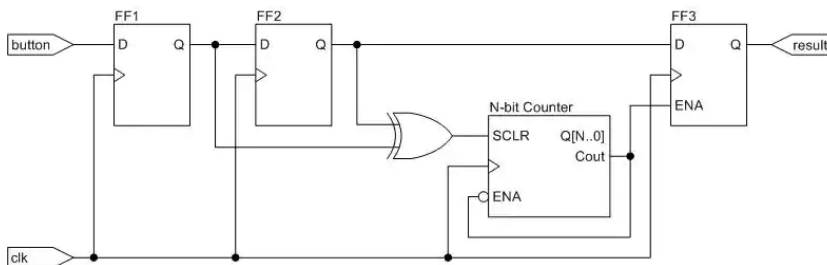 FF1
FF2
FF3
button
D
Q
D
Q
D
Q
result
N-bit Counter
ENA
SCLR
Q[N..0]
Cout
ENA
clk